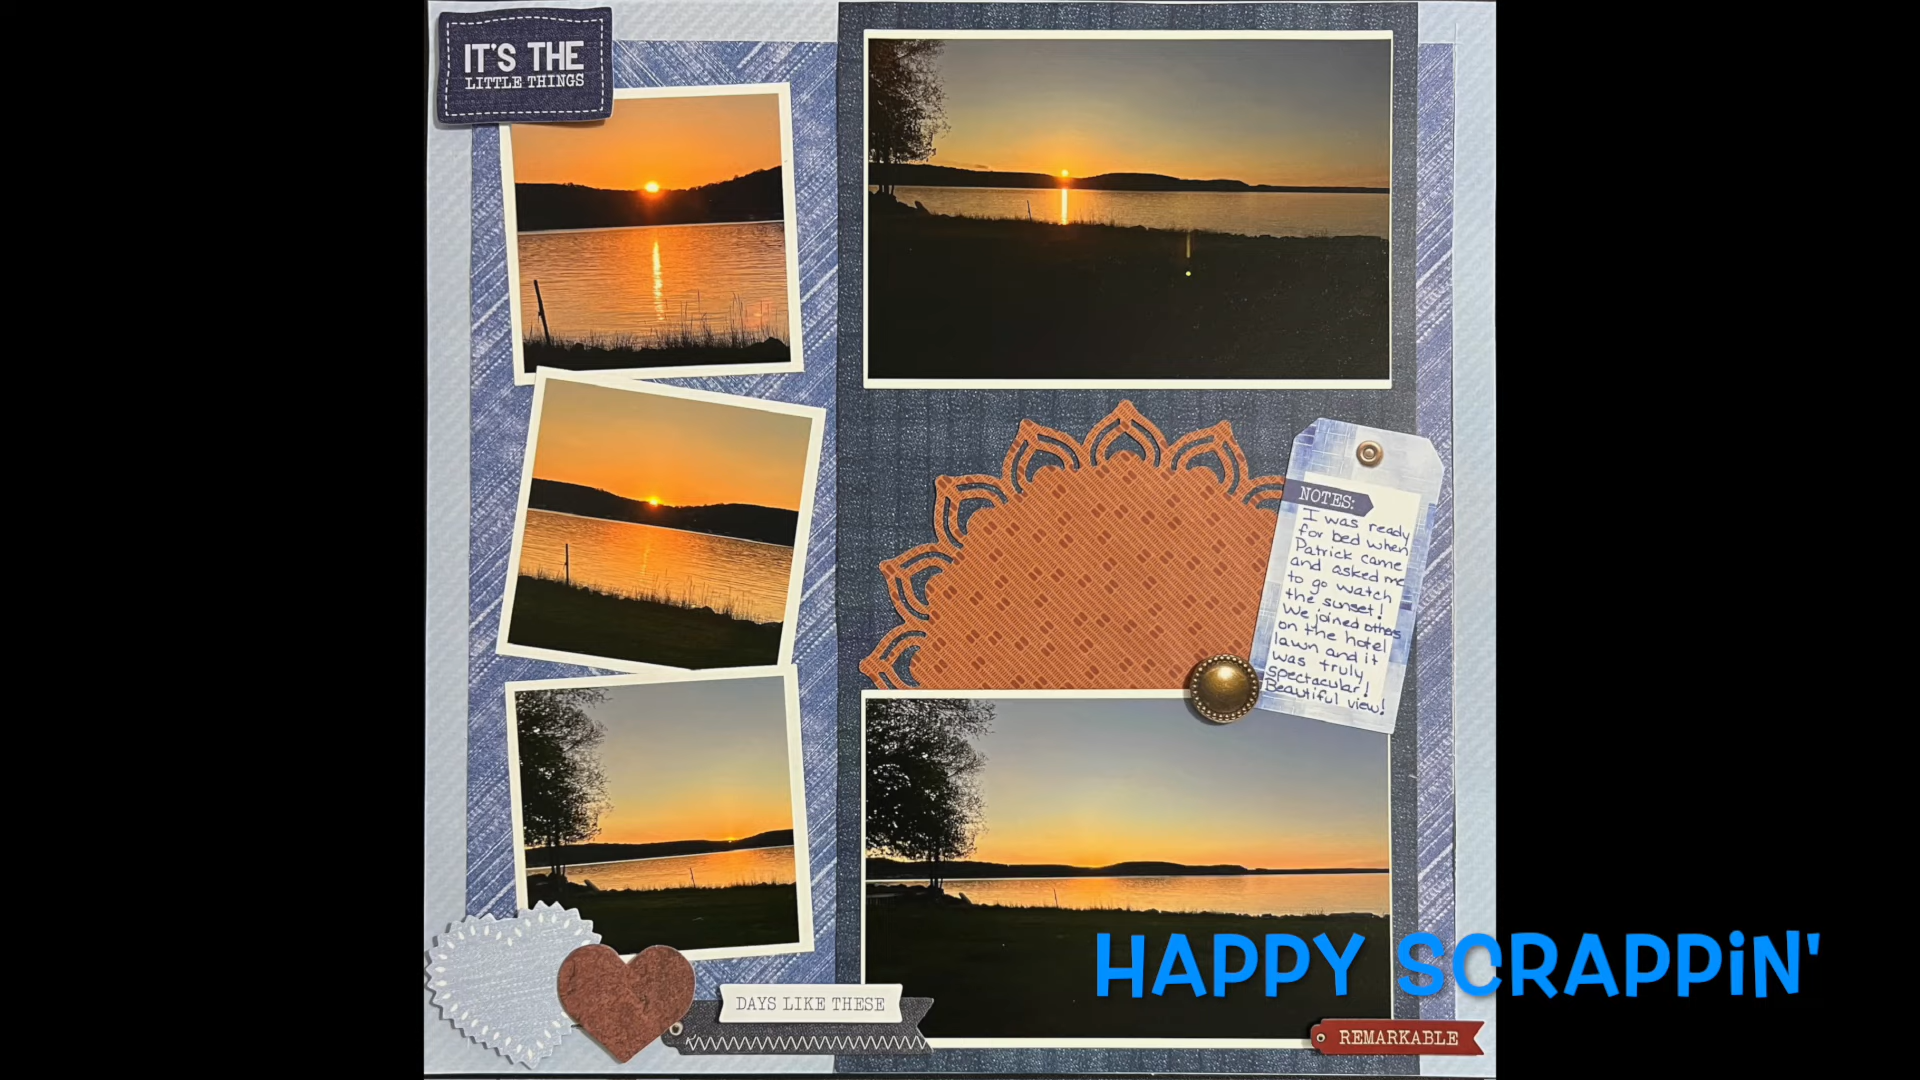 IT'S THE
LITTLE THINGS
NOTES:
I was ready
for bed when
Patrick came
and asked me
to go watch
the sunset!
We joined others
on the hotel
lawn and it
was truly
spectacular!
Beautiful view!
HAPPY SCRAPPiN'
DAYS LIKE THESE
REMARKABLE